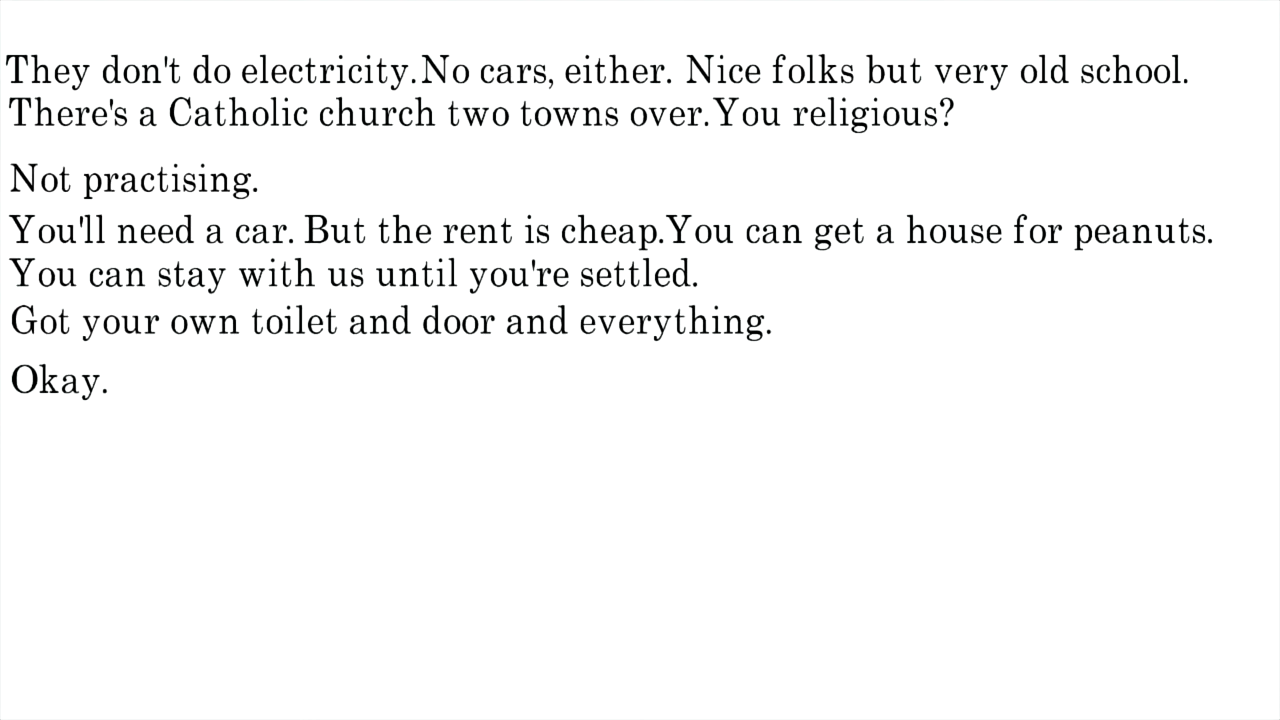 They don't do electricity.No cars, either. Nice folks but very old school.
There's a Catholic church two towns over.You religious?
Not practising.
You'll need a car. But the rent is cheap.You can get a house for peanuts.
You can stay with us until you're settled.
Got your own toilet and door and everything.
Okay.